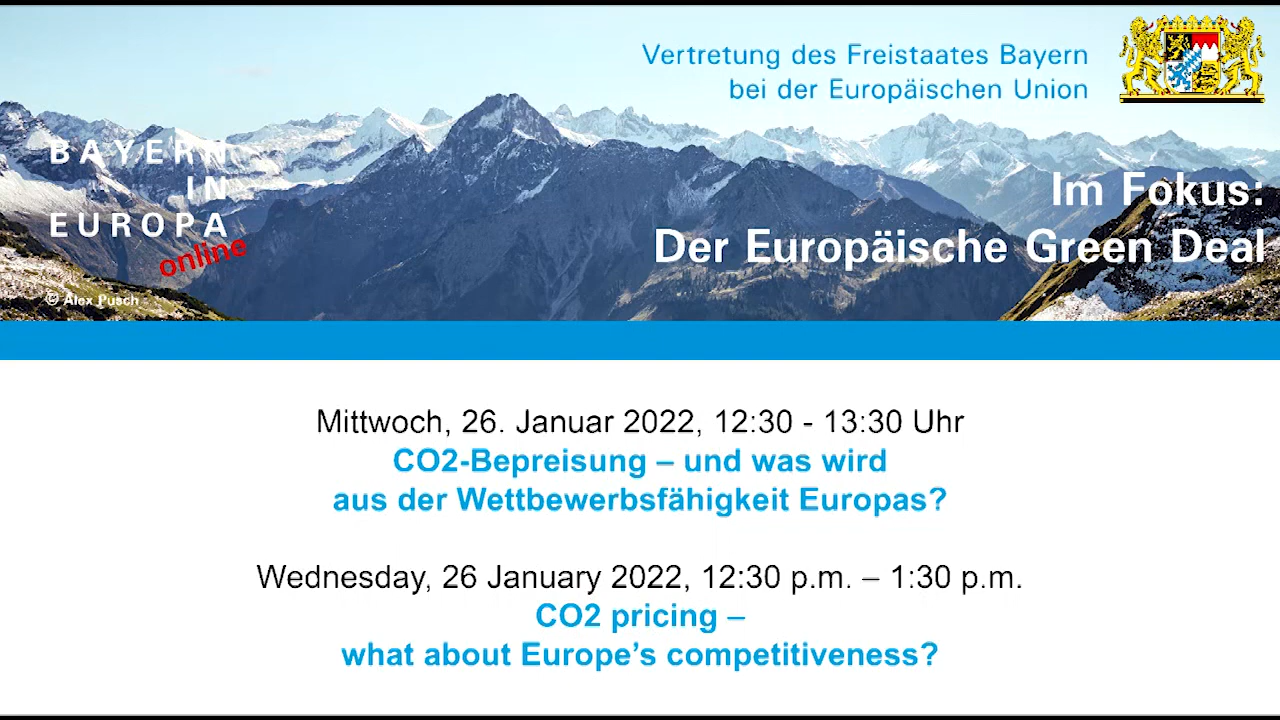 Vertretung des Freistaates Bayern
bei der Europäischen Union
BAYERN
IN
EUROPA
online
© Alex Pusch
Im Fokus:
Der Europäische Green Deal
Mittwoch, 26. Januar 2022, 12:30 - 13:30 Uhr
CO2-Bepreisung – und was wird
aus der Wettbewerbsfähigkeit Europas?
Wednesday, 26 January 2022, 12:30 p.m. – 1:30 p.m.
CO2 pricing –
what about Europe’s competitiveness?